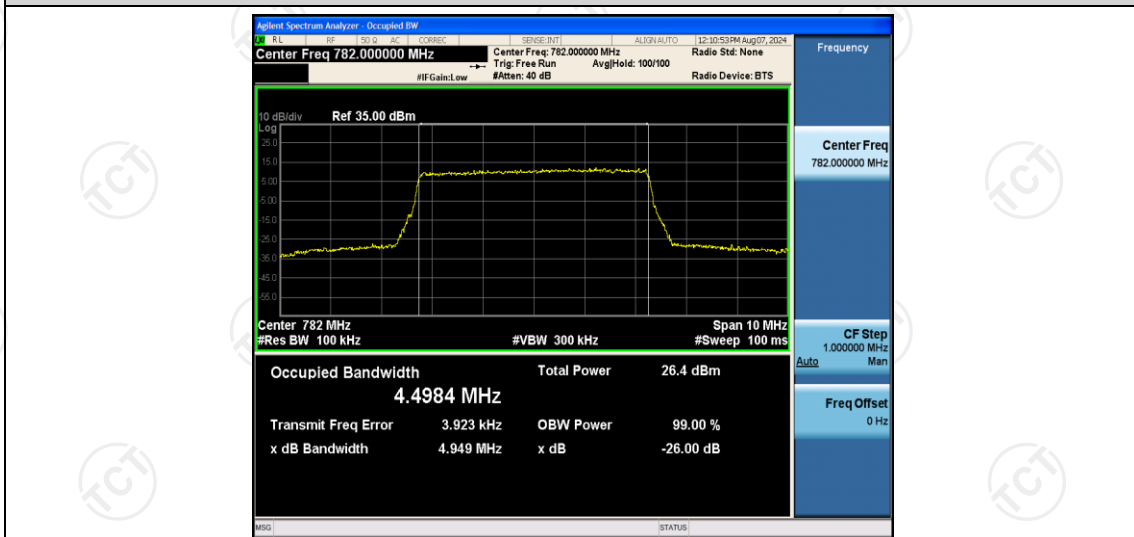 Agilent Spectrum Analyzer - Occupied BW
RL RF 50 Ω AC CORREC SENSE:INT ALIGN AUTO 12:10:53 PM Aug 07, 2024
Center Freq 782.000000 MHz
Center Freq: 782.000000 MHz
Radio Std: None
Trig: Free Run Avg|Hold: 100/100
#IFGain:Low
#Atten: 40 dB
Radio Device: BTS
10 dB/div Ref 35.00 dBm
Log
25.0
15.0
5.00
-5.00
-15.0
-25.0
-35.0
-45.0
-55.0
Center 782 MHz
Span 10 MHz
#Res BW 100 kHz
#VBW 300 kHz
#Sweep 100 ms
Occupied Bandwidth
4.4984 MHz
Total Power 26.4 dBm
Transmit Freq Error 3.923 kHz
OBW Power 99.00 %
x dB Bandwidth 4.949 MHz
x dB -26.00 dB
MSG
STATUS
Frequency
Center Freq
782.000000 MHz
CF Step
1.000000 MHz
Auto Man
Freq Offset
0 Hz
TCT
TCT
TCT
TCT